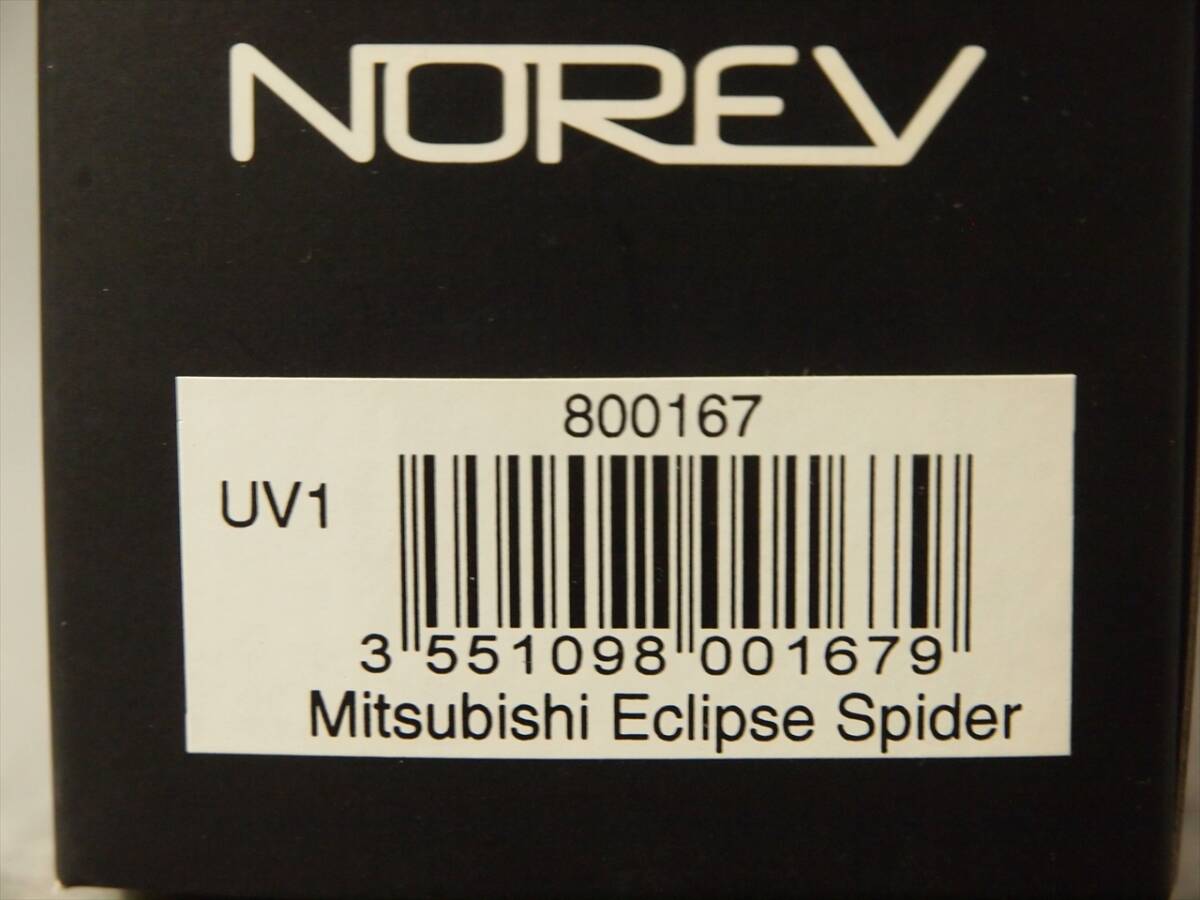 NOREV
800167
UV1
3 551098 001679
Mitsubishi Eclipse Spider